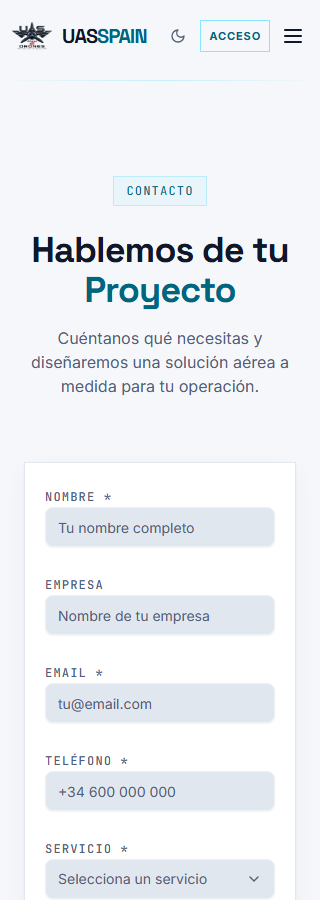 UAS
DRONES
UASSPAIN
ACCESO
CONTACTO
Hablemos de tu
Proyecto
Cuéntanos qué necesitas y
diseñaremos una solución aérea a
medida para tu operación.
NOMBRE *
Tu nombre completo
EMPRESA
Nombre de tu empresa
EMAIL *
tu@email.com
TELÉFONO *
+34 600 000 000
SERVICIO *
Selecciona un servicio